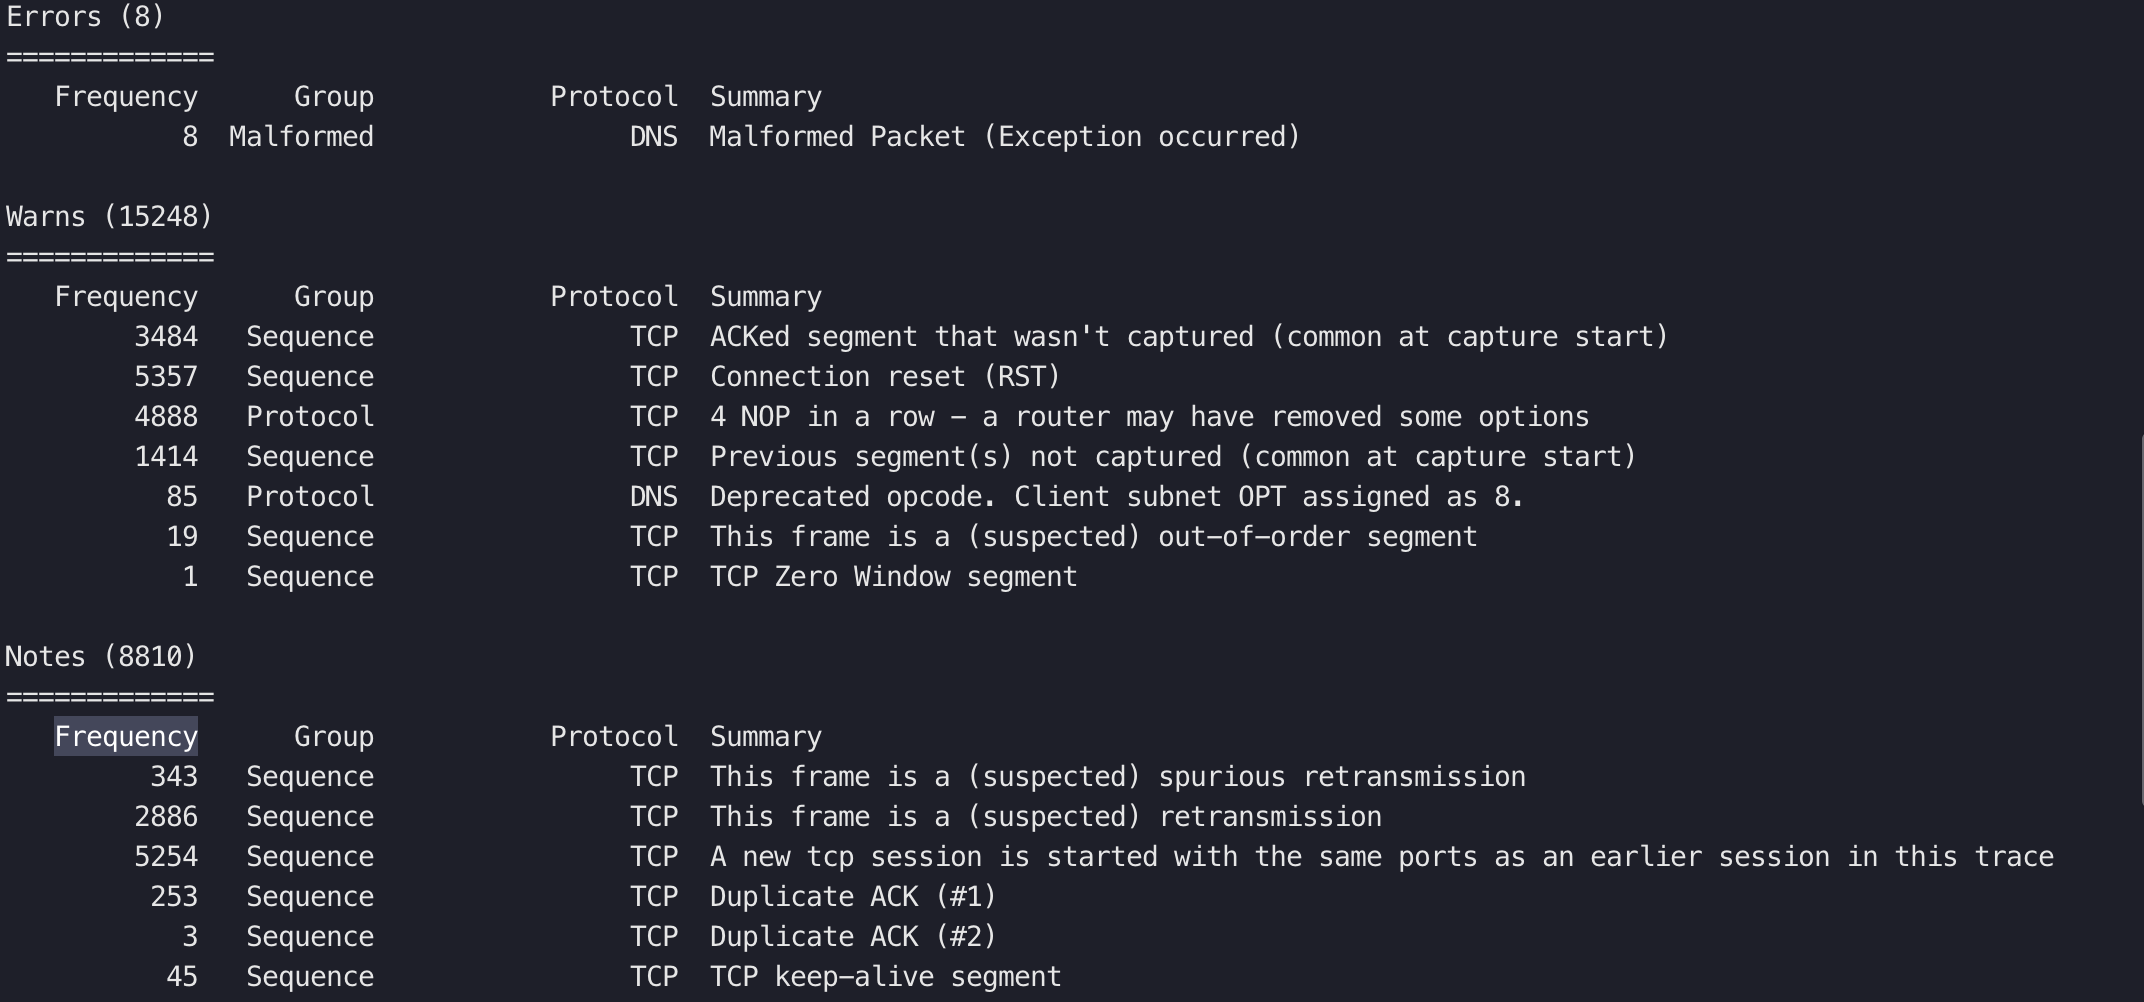 Errors (8)
=============
   Frequency      Group           Protocol  Summary
           8  Malformed                DNS  Malformed Packet (Exception occurred)

Warns (15248)
=============
   Frequency      Group           Protocol  Summary
        3484   Sequence                TCP  ACKed segment that wasn't captured (common at capture start)
        5357   Sequence                TCP  Connection reset (RST)
        4888   Protocol                TCP  4 NOP in a row - a router may have removed some options
        1414   Sequence                TCP  Previous segment(s) not captured (common at capture start)
          85   Protocol                DNS  Deprecated opcode. Client subnet OPT assigned as 8.
          19   Sequence                TCP  This frame is a (suspected) out-of-order segment
           1   Sequence                TCP  TCP Zero Window segment

Notes (8810)
=============
   Frequency      Group           Protocol  Summary
         343   Sequence                TCP  This frame is a (suspected) spurious retransmission
        2886   Sequence                TCP  This frame is a (suspected) retransmission
        5254   Sequence                TCP  A new tcp session is started with the same ports as an earlier session in this trace
         253   Sequence                TCP  Duplicate ACK (#1)
           3   Sequence                TCP  Duplicate ACK (#2)
          45   Sequence                TCP  TCP keep-alive segment